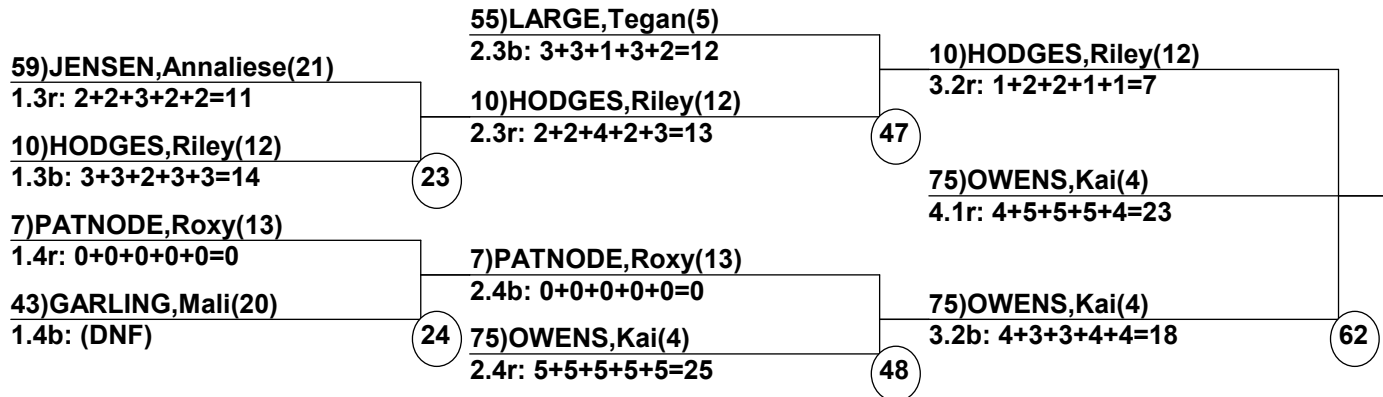 55)LARGE,Tegan(5)
2.3b: 3+3+1+3+2=12
10)HODGES,Riley(12)
3.2r: 1+2+2+1+1=7
59)JENSEN,Annaliese(21)
1.3r: 2+2+3+2+2=11
10)HODGES,Riley(12)
2.3r: 2+2+4+2+3=13
47
10)HODGES,Riley(12)
1.3b: 3+3+2+3+3=14
23
75)OWENS,Kai(4)
4.1r: 4+5+5+5+4=23
7)PATNODE,Roxy(13)
1.4r: 0+0+0+0+0=0
7)PATNODE,Roxy(13)
2.4b: 0+0+0+0+0=0
43)GARLING,Mali(20)
1.4b: (DNF)
24
75)OWENS,Kai(4)
3.2b: 4+3+3+4+4=18
62
75)OWENS,Kai(4)
2.4r: 5+5+5+5+5=25
48